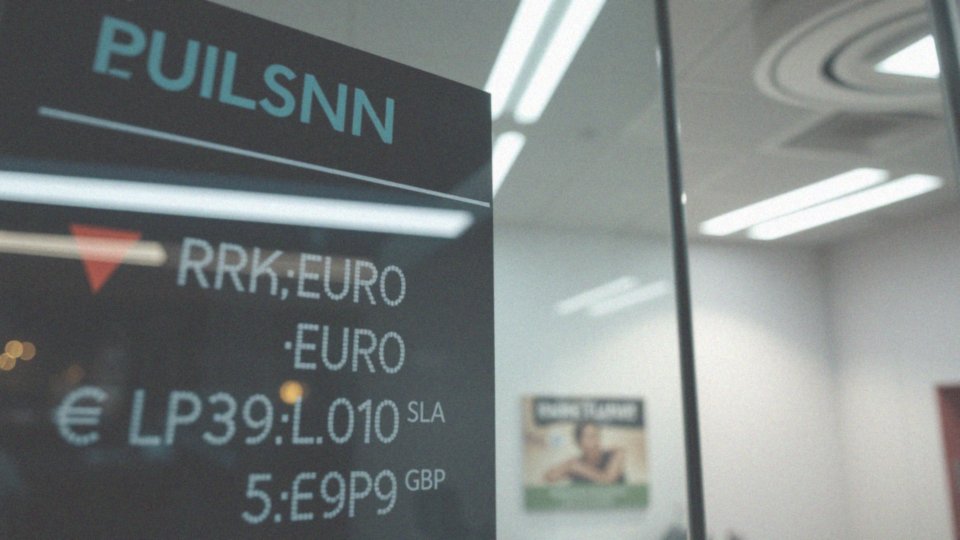 PUILSNN
RRK;EURO
·EURO
€ LP39:L.010 SLA
5:E9P9 GBP